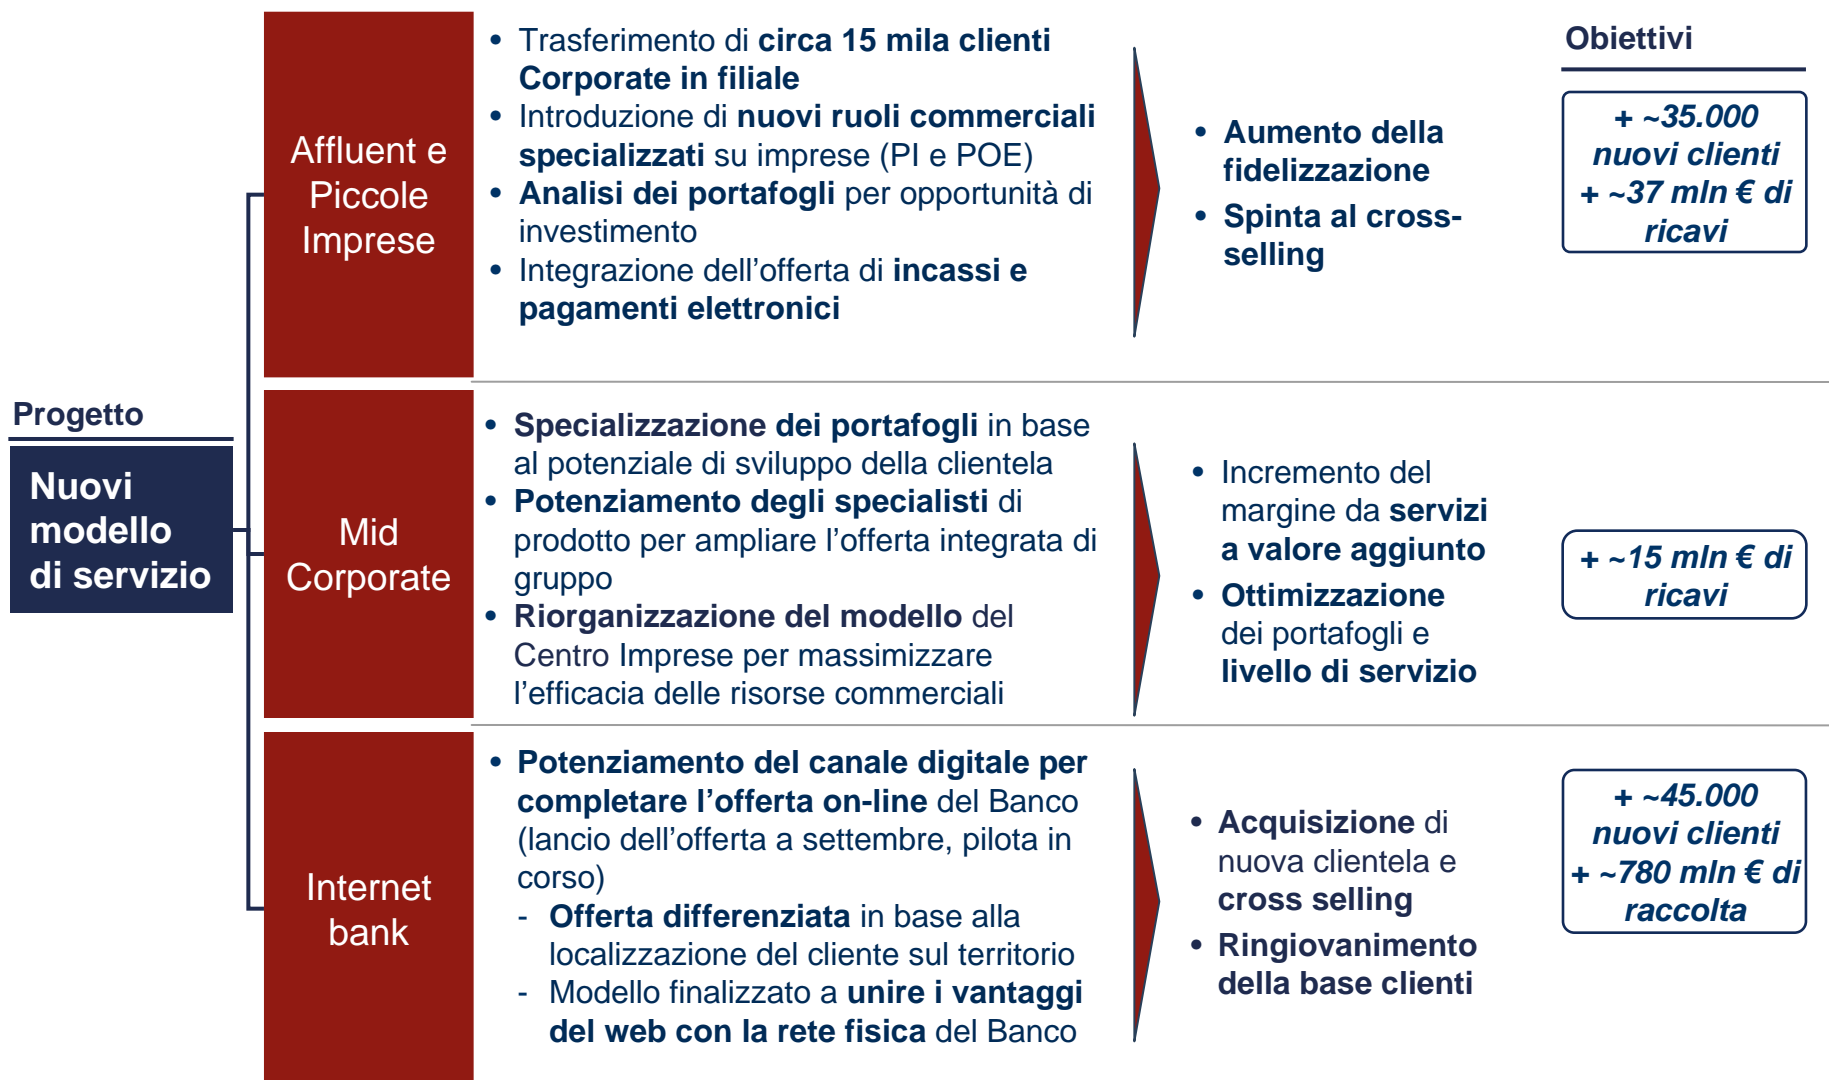 Progetto
Nuovi
modello
di servizio
Affluent e
Piccole
Imprese
• Trasferimento di circa 15 mila clienti
Corporate in filiale
• Introduzione di nuovi ruoli commerciali
specializzati su imprese (PI e POE)
• Analisi dei portafogli per opportunità di
investimento
• Integrazione dell’offerta di incassi e
pagamenti elettronici
• Aumento della
fidelizzazione
• Spinta al cross-
selling
Obiettivi
+ ~35.000
nuovi clienti
+ ~37 mln € di
ricavi
Mid
Corporate
• Specializzazione dei portafogli in base
al potenziale di sviluppo della clientela
• Potenziamento degli specialisti di
prodotto per ampliare l’offerta integrata di
gruppo
• Riorganizzazione del modello del
Centro Imprese per massimizzare
l’efficacia delle risorse commerciali
• Incremento del
margine da servizi
a valore aggiunto
• Ottimizzazione
dei portafogli e
livello di servizio
+ ~15 mln € di
ricavi
Internet
bank
• Potenziamento del canale digitale per
completare l’offerta on-line del Banco
(lancio dell’offerta a settembre, pilota in
corso)
- Offerta differenziata in base alla
localizzazione del cliente sul territorio
- Modello finalizzato a unire i vantaggi
del web con la rete fisica del Banco
• Acquisizione di
nuova clientela e
cross selling
• Ringiovanimento
della base clienti
+ ~45.000
nuovi clienti
+ ~780 mln € di
raccolta